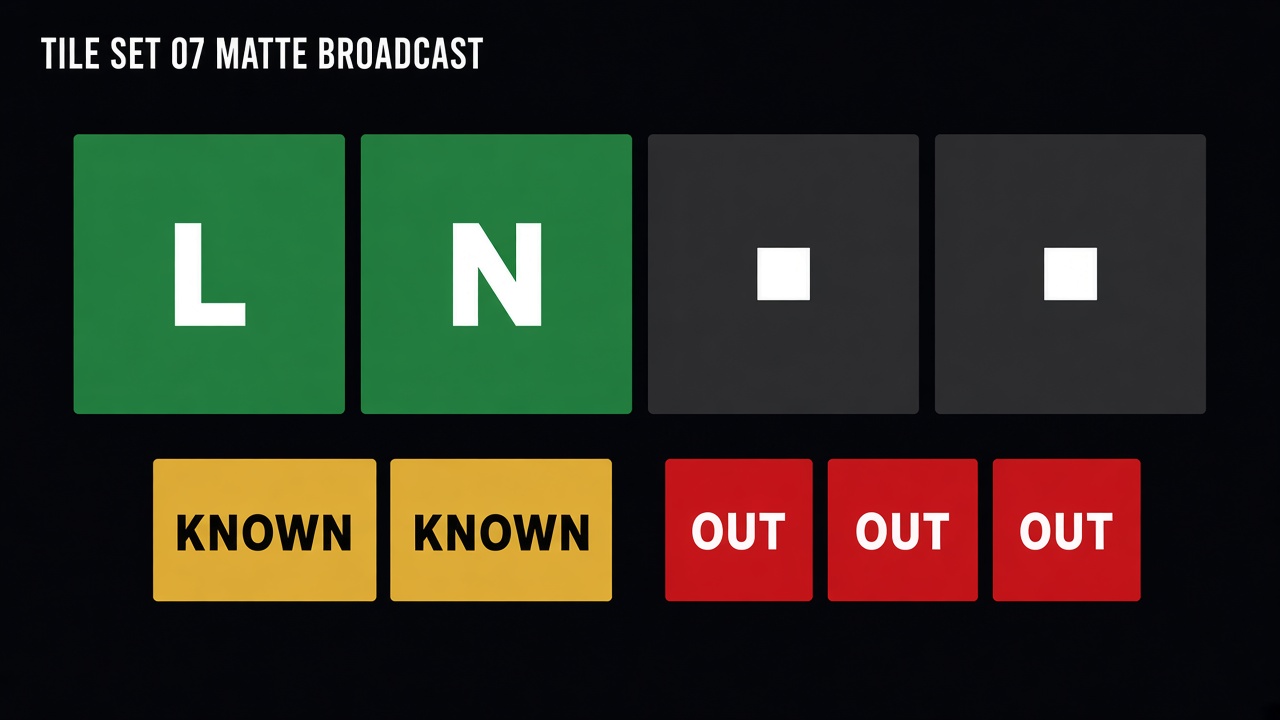 TILE SET 07 MATTE BROADCAST
L N ■ ■
KNOWN KNOWN OUT OUT OUT